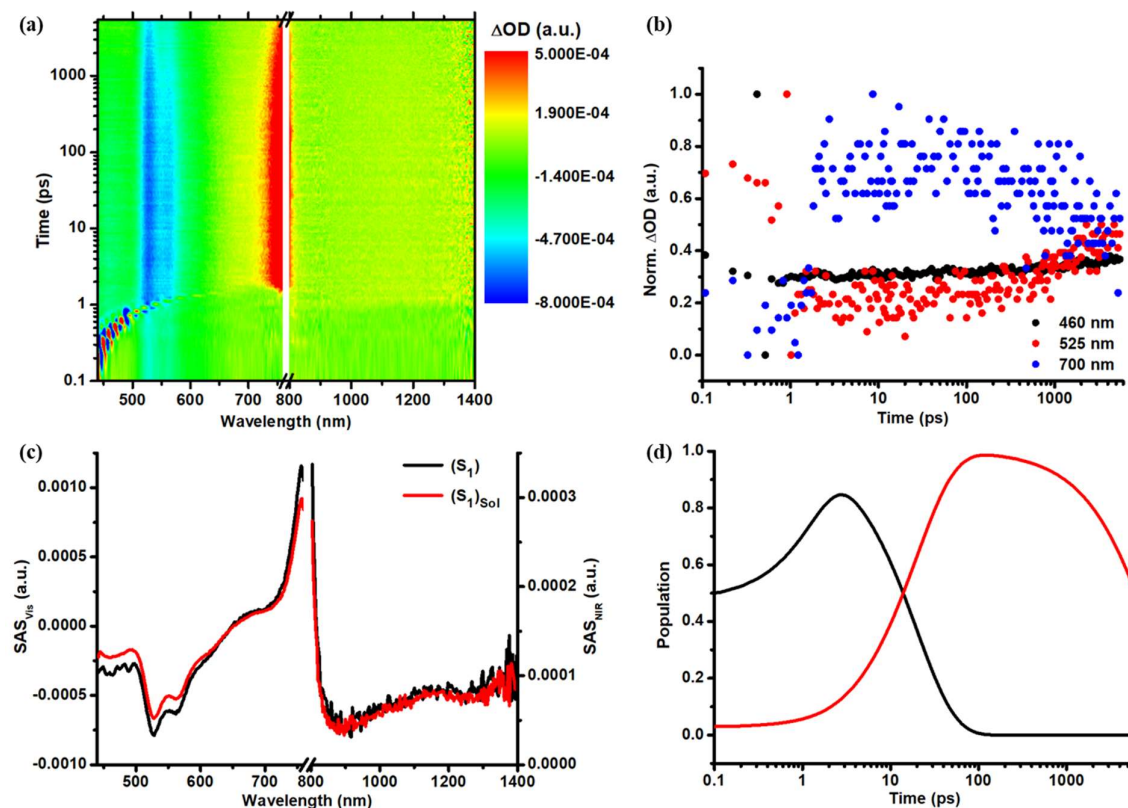 (a)
ΔOD (a.u.)
1000
100
10
1
0.1
Time (ps)
500 600 700 800 1000 1200 1400
Wavelength (nm)
5.000E-04
1.900E-04
-1.400E-04
-4.700E-04
-8.000E-04
(b)
1.0
0.8
0.6
0.4
0.2
0.0
Norm. ΔOD (a.u.)
460 nm
525 nm
700 nm
0.1 1 10 100 1000
Time (ps)
(c)
(S1)
(S1)Sol
0.0010
0.0005
0.0000
-0.0005
-0.0010
SASVis (a.u.)
0.0003
0.0002
0.0001
0.0000
SASNIR (a.u.)
500 600 700 800 1000 1200 1400
Wavelength (nm)
(d)
1.0
0.8
0.6
0.4
0.2
0.0
Population
0.1 1 10 100 1000
Time (ps)